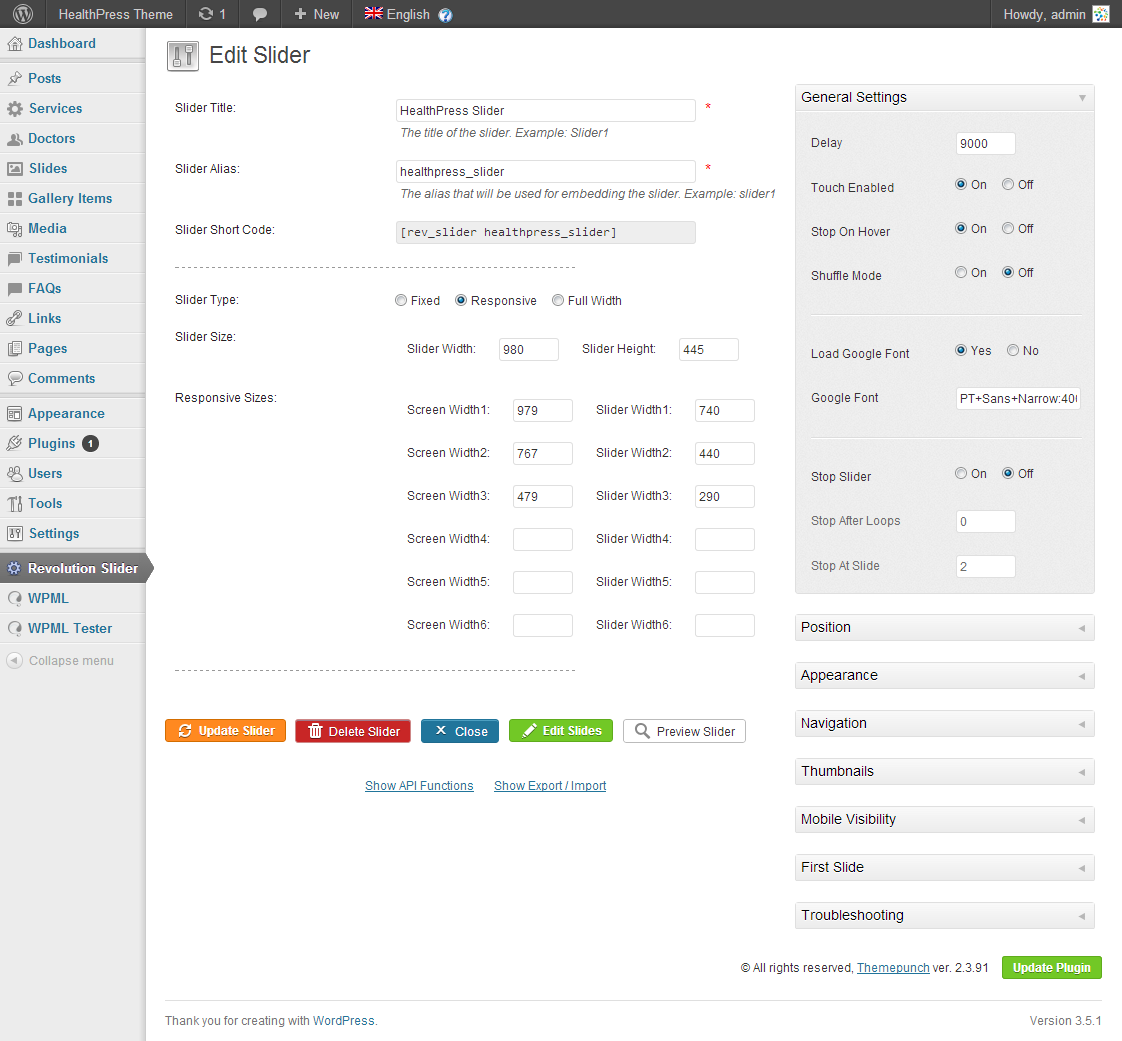 HealthPress Theme 1 + New English ? Howdy, admin
Dashboard
Posts
Services
Doctors
Slides
Gallery Items
Media
Testimonials
FAQs
Links
Pages
Comments
Appearance
Plugins 1
Users
Tools
Settings
Revolution Slider
WPML
WPML Tester
Collapse menu
Edit Slider
Slider Title: HealthPress Slider *
The title of the slider. Example: Slider1
Slider Alias: healthpress_slider *
The alias that will be used for embedding the slider. Example: slider1
Slider Short Code: [rev_slider healthpress_slider]
Slider Type: Fixed Responsive Full Width
Slider Size: Slider Width: 980 Slider Height: 445
Responsive Sizes: Screen Width1: 979 Slider Width1: 740
Screen Width2: 767 Slider Width2: 440
Screen Width3: 479 Slider Width3: 290
Screen Width4: Slider Width4:
Screen Width5: Slider Width5:
Screen Width6: Slider Width6:
Update Slider Delete Slider Close Edit Slides Preview Slider
Show API Functions Show Export / Import
General Settings
Delay 9000
Touch Enabled On Off
Stop On Hover On Off
Shuffle Mode On Off
Load Google Font Yes No
Google Font PT+Sans+Narrow:40
Stop Slider On Off
Stop After Loops 0
Stop At Slide 2
Position
Appearance
Navigation
Thumbnails
Mobile Visibility
First Slide
Troubleshooting
© All rights reserved, Themepunch ver. 2.3.91 Update Plugin
Thank you for creating with WordPress. Version 3.5.1